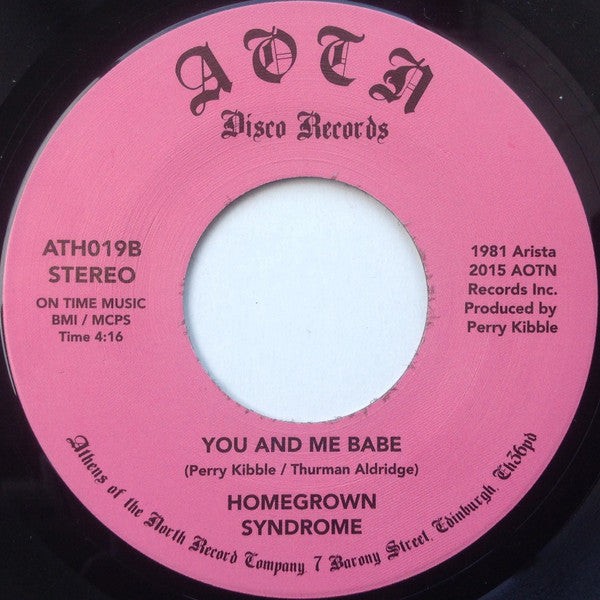 AOTN
Disco Records
ATH019B
STEREO
ON TIME MUSIC
BMI / MCPS
Time 4:16
1981 Arista
2015 AOTN
Records Inc.
Produced by
Perry Kibble
YOU AND ME BABE
(Perry Kibble / Thurman Aldridge)
HOMEGROWN
SYNDROME
Athens of the North Record Company, 7 Barony Street, Edinburgh, Eh36pd